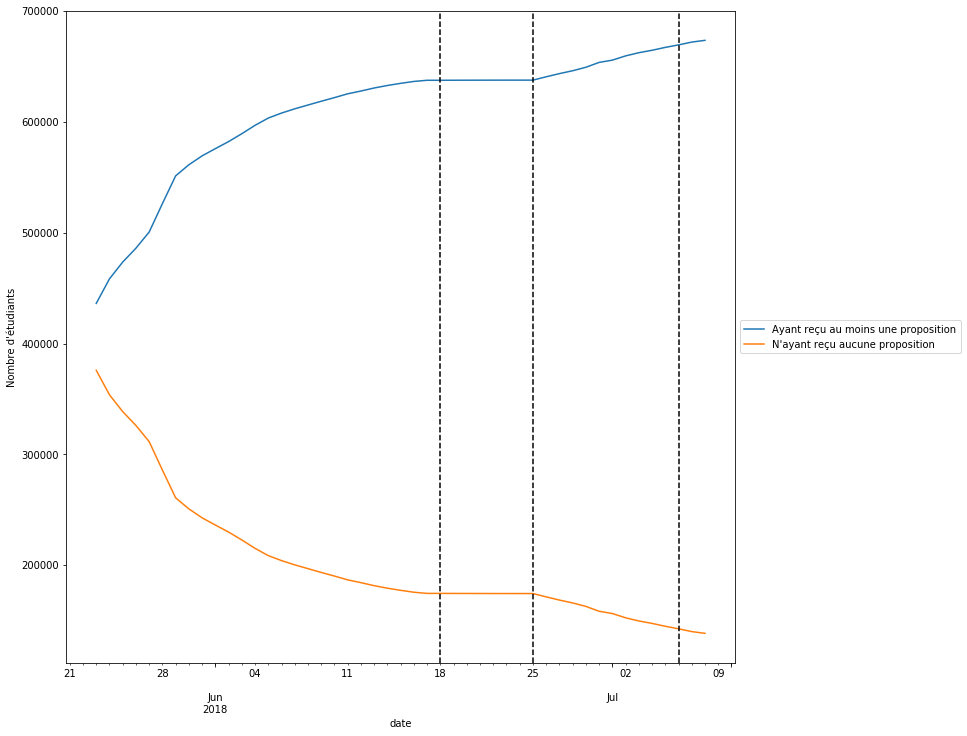 700000
600000
500000
400000
300000
200000
Nombre d'étudiants
21
28
04
11
18
25
02
09
Jun
2018
Jul
date
Ayant reçu au moins une proposition
N'ayant reçu aucune proposition